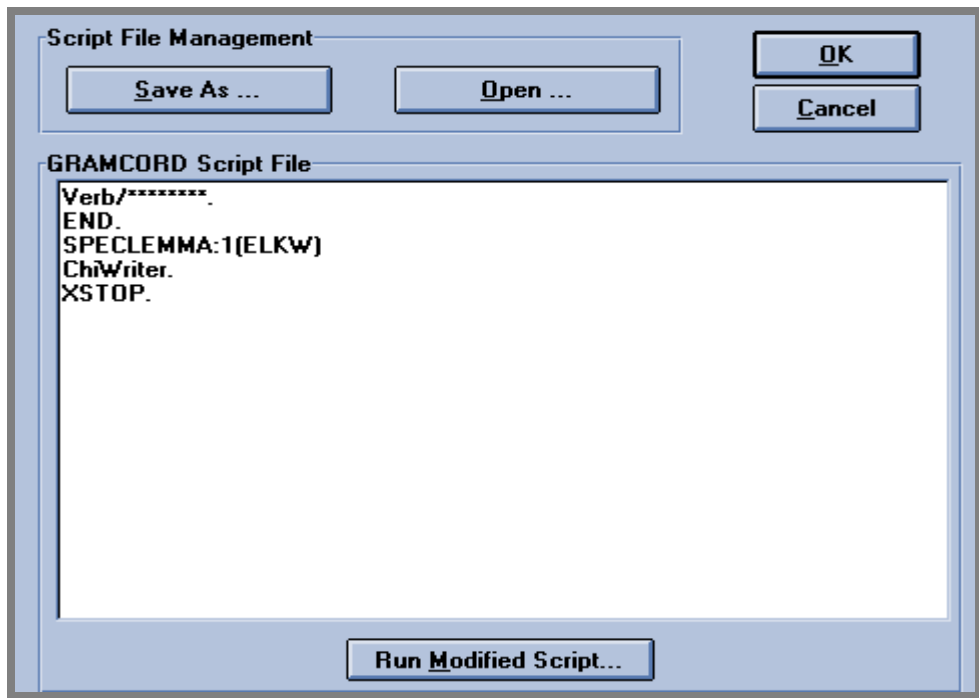 Script File Management
Save As ...
Open ...
OK
Cancel
GRAMCORD Script File
Verb/********.
END.
SPECLEMMA:1(ELKW)
ChiWriter.
XSTOP.
Run Modified Script...